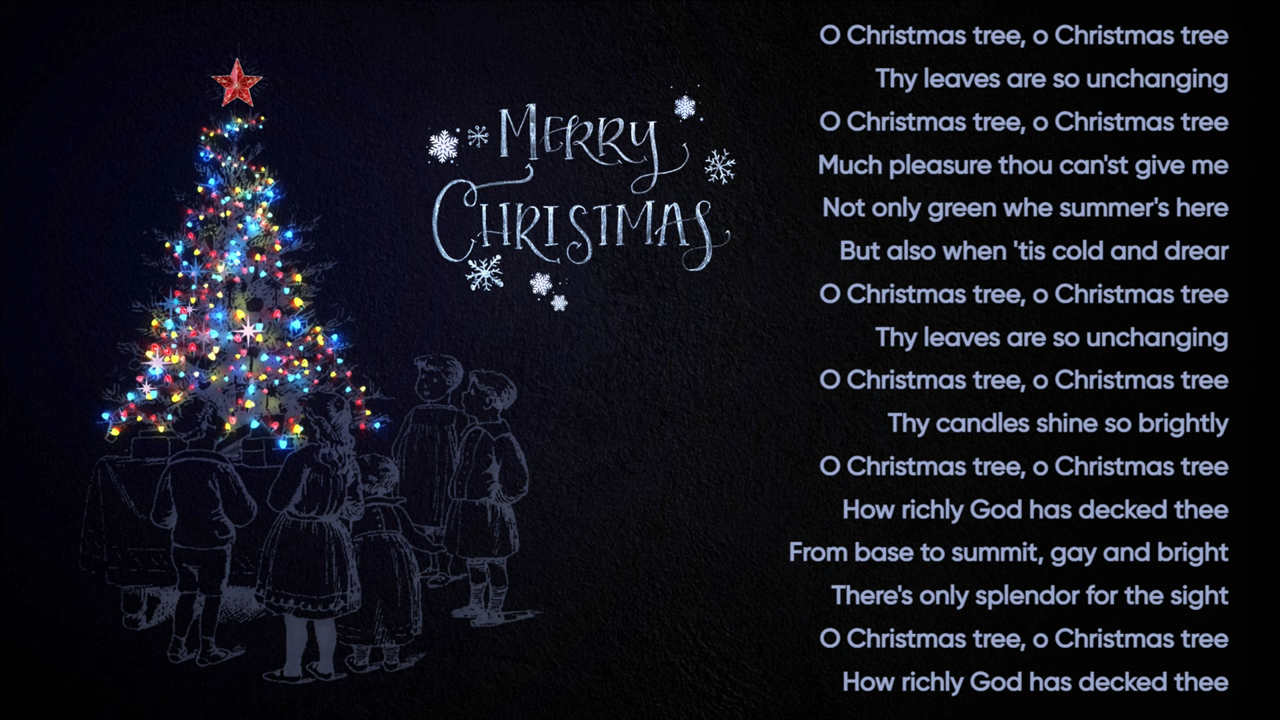 MERRY
CHRISTMAS
O Christmas tree, o Christmas tree
Thy leaves are so unchanging
O Christmas tree, o Christmas tree
Much pleasure thou can'st give me
Not only green whe summer's here
But also when 'tis cold and drear
O Christmas tree, o Christmas tree
Thy leaves are so unchanging
O Christmas tree, o Christmas tree
Thy candles shine so brightly
O Christmas tree, o Christmas tree
How richly God has decked thee
From base to summit, gay and bright
There's only splendor for the sight
O Christmas tree, o Christmas tree
How richly God has decked thee